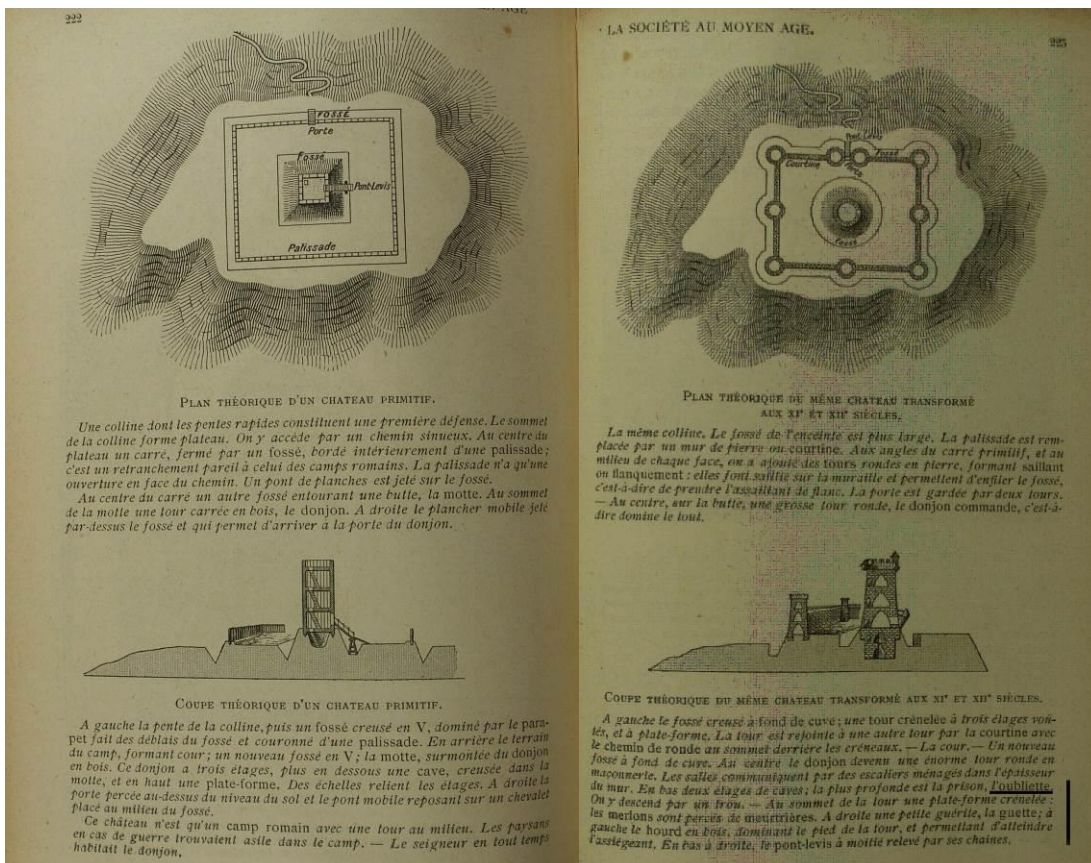 222
FOSSÉ
Porte
Fossé
Pont Levis
Palissade
PLAN THÉORIQUE D'UN CHATEAU PRIMITIF.
Une colline dont les pentes rapides constituent une première défense. Le sommet
de la colline forme plateau. On y accède par un chemin sinueux. Au centre du
plateau un carré, fermé par un fossé, bordé intérieurement d'une palissade;
c'est un retranchement pareil à celui des camps romains. La palissade n'a qu'une
ouverture en face du chemin. Un pont de planches est jeté sur le fossé.
Au centre du carré un autre fossé entourant une butte, la motte. Au sommet
de la motte une tour carrée en bois, le donjon. A droite le plancher mobile jeté
par-dessus le fossé et qui permet d'arriver à la porte du donjon.
COUPE THÉORIQUE D'UN CHATEAU PRIMITIF.
A gauche la pente de la colline, puis un fossé creusé en V, dominé par le para-
pet fait des déblais du fossé et couronné d'une palissade. En arrière le terrain
du camp, formant cour; un nouveau fossé en V; la motte, surmontée du donjon
en bois. Ce donjon a trois étages, plus en dessous une cave, creusée dans la
motte, et en haut une plate-forme. Des échelles relient les étages. A droite la
porte percée au-dessus du niveau du sol et le pont mobile reposant sur un chevalet
placé au milieu du fossé.
Ce château n'est qu'un camp romain avec une tour au milieu. Les paysans
en cas de guerre trouvaient asile dans le camp. — Le seigneur en tout temps
habitait le donjon.
LA SOCIÉTÉ AU MOYEN AGE.
223
Pont Levis
Fossé
Courtine
Porte
Fossé
PLAN THÉORIQUE DU MÊME CHATEAU TRANSFORMÉ
AUX XIe ET XIIe SIÈCLES.
La même colline. Le fossé de l'enceinte est plus large. La palissade est rem-
placée par un mur de pierre ou courtine. Aux angles du carré primitif, et au
milieu de chaque face, on a ajouté des tours rondes en pierre, formant saillant
ou flanquement: elles font saillie sur la muraille et permettent d'enfiler le fossé,
c'est-à-dire de prendre l'assaillant de flanc. La porte est gardée par deux tours.
— Au centre, sur la butte, une grosse tour ronde, le donjon commande, c'est-à-
dire domine le tout.
COUPE THÉORIQUE DU MÊME CHATEAU TRANSFORMÉ AUX XIe ET XIIe SIÈCLES.
A gauche le fossé creusé à fond de cuve; une tour crénelée à trois étages voû-
tés, et à plate-forme. La tour est rejointe à une autre tour par la courtine avec
le chemin de ronde au sommet derrière les créneaux. — La cour. — Un nouveau
fossé à fond de cuve. Au centre le donjon devenu une énorme tour ronde en
maçonnerie. Les salles communiquent par des escaliers ménagés dans l'épaisseur
du mur. En bas deux étages de caves; la plus profonde est la prison, l'oubliette.
On y descend par un trou. — Au sommet de la tour une plate-forme crénelée:
les merlons sont percés de meurtrières. A droite une petite guérite, la guette; à
gauche le hourd en bois, dominant le pied de la tour, et permettant d'atteindre
l'assiégeant. En bas à droite, le pont-levis à moitié relevé par ses chaînes.